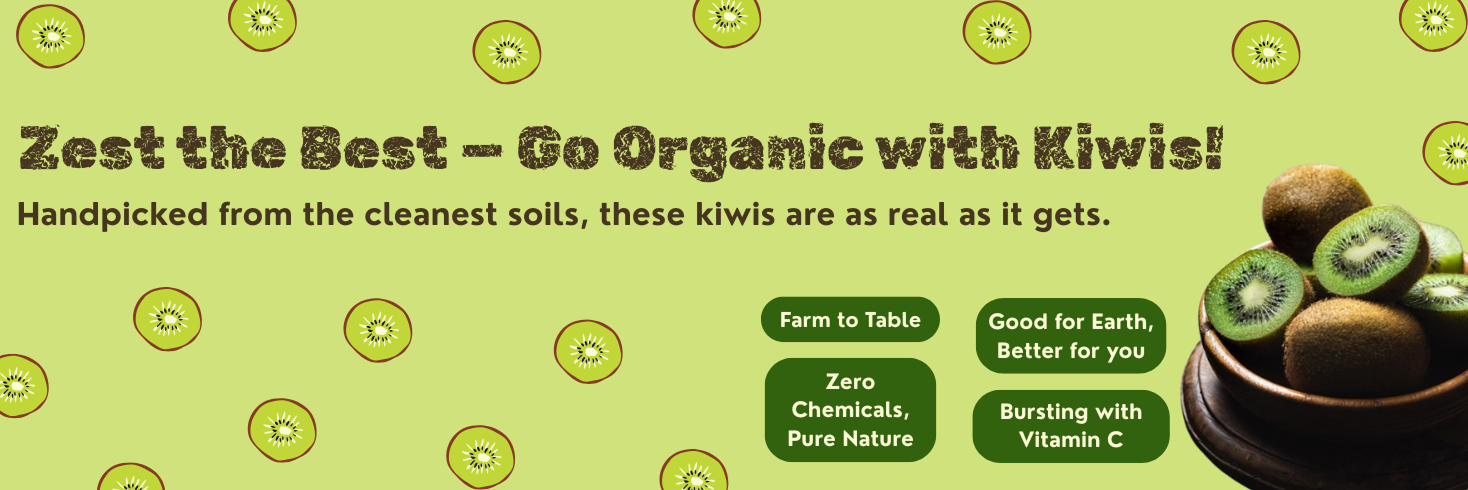 Zest the Best – Go Organic with Kiwis!
Handpicked from the cleanest soils, these kiwis are as real as it gets.
Farm to Table
Zero
Chemicals,
Pure Nature
Good for Earth,
Better for you
Bursting with
Vitamin C